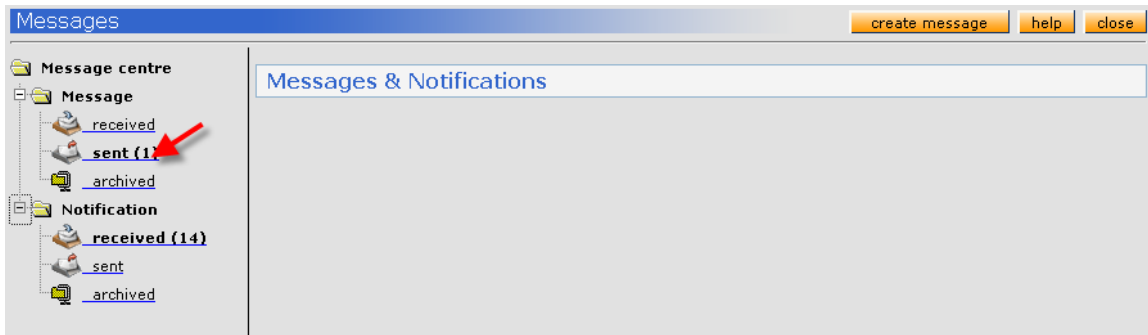 Messages
create message
help
close
Message centre
Messages & Notifications
Message
received
sent (1)
archived
Notification
received (14)
sent
archived